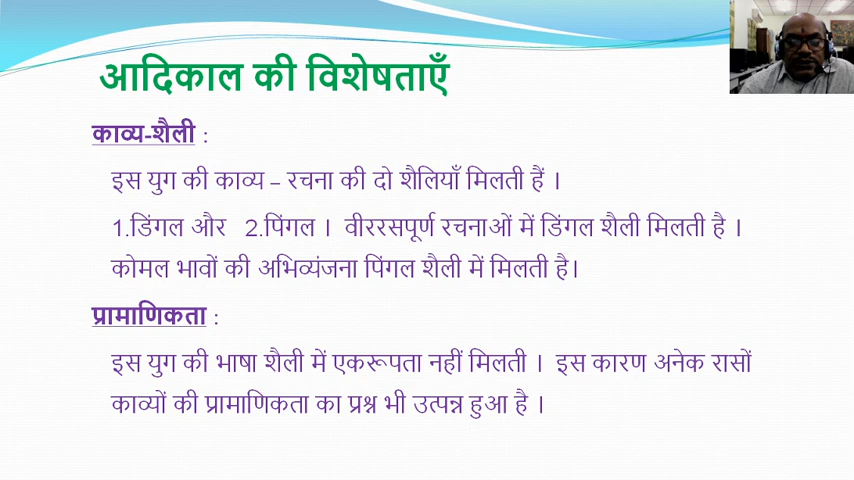 आदिकाल की विशेषताएँ
काव्य-शैली :
इस युग की काव्य – रचना की दो शैलियाँ मिलती हैं ।
1.डिंगल और 2.पिंगल । वीररसपूर्ण रचनाओं में डिंगल शैली मिलती है ।
कोमल भावों की अभिव्यंजना पिंगल शैली में मिलती है।
प्रामाणिकता :
इस युग की भाषा शैली में एकरूपता नहीं मिलती । इस कारण अनेक रासों
काव्यों की प्रामाणिकता का प्रश्न भी उत्पन्न हुआ है ।